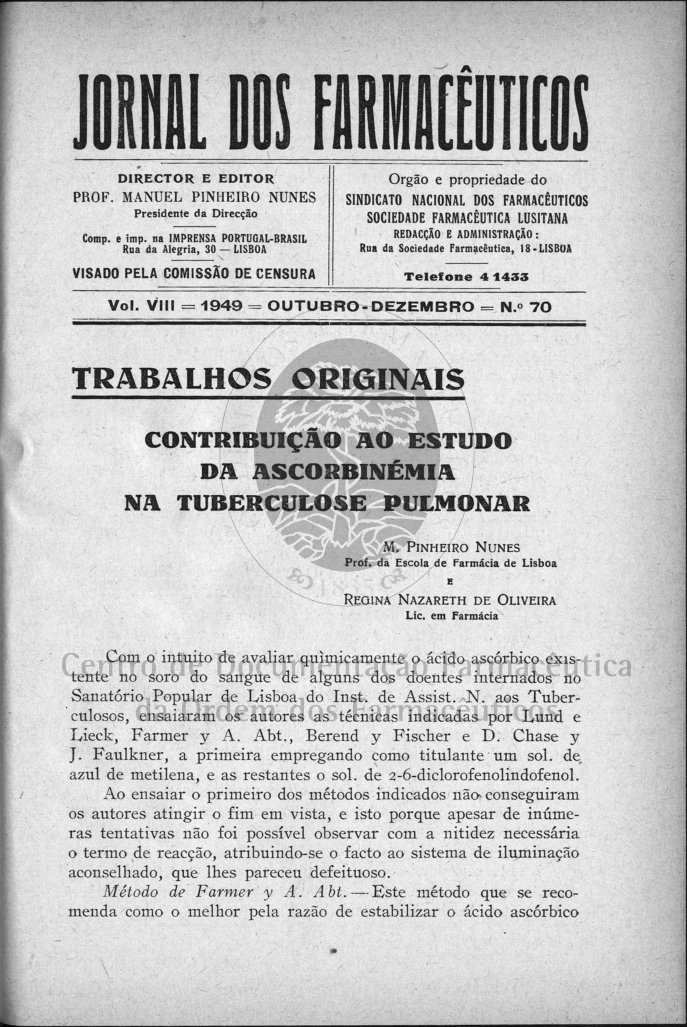 JORNAL DOS FARMACÊUTICOS
DIRECTOR E EDITOR
PROF. MANUEL PINHEIRO NUNES
Presidente da Direcção
Comp. e imp. na IMPRENSA PORTUGAL-BRASIL
Rua da Alegria, 30 — LISBOA
VISADO PELA COMISSÃO DE CENSURA
Orgão e propriedade do
SINDICATO NACIONAL DOS FARMACÊUTICOS
SOCIEDADE FARMACÊUTICA LUSITANA
REDACÇÃO E ADMINISTRAÇÃO:
Rua da Sociedade Farmacêutica, 18-LISBOA
Telefone 4 1433
Vol. VIII = 1949 = OUTUBRO-DEZEMBRO = N.º 70
TRABALHOS ORIGINAIS
CONTRIBUIÇÃO AO ESTUDO
DA ASCORBINÉMIA
NA TUBERCULOSE PULMONAR
M. PINHEIRO NUNES
Prof. da Escola de Farmácia de Lisboa
E
REGINA NAZARETH DE OLIVEIRA
Lic. em Farmácia
1835
Centro de Documentação Farmacêutica
da Ordem dos Farmacêuticos
Com o intuito de avaliar quìmicamente o ácido ascórbico exis-
tente no soro do sangue de alguns dos doentes internados no
Sanatório Popular de Lisboa do Inst. de Assist. N. aos Tuber-
culosos, ensaiaram os autores as técnicas indicadas por Lund e
Lieck, Farmer y A. Abt., Berend y Fischer e D. Chase y
J. Faulkner, a primeira empregando como titulante um sol. de
azul de metilena, e as restantes o sol. de 2-6-diclorofenolindofenol.
Ao ensaiar o primeiro dos métodos indicados não conseguiram
os autores atingir o fim em vista, e isto porque apesar de inúme-
ras tentativas não foi possível observar com a nitidez necessária
o termo de reacção, atribuindo-se o facto ao sistema de iluminação
aconselhado, que lhes pareceu defeituoso.
Método de Farmer y A. Abt. — Este método que se reco-
menda como o melhor pela razão de estabilizar o ácido ascórbico